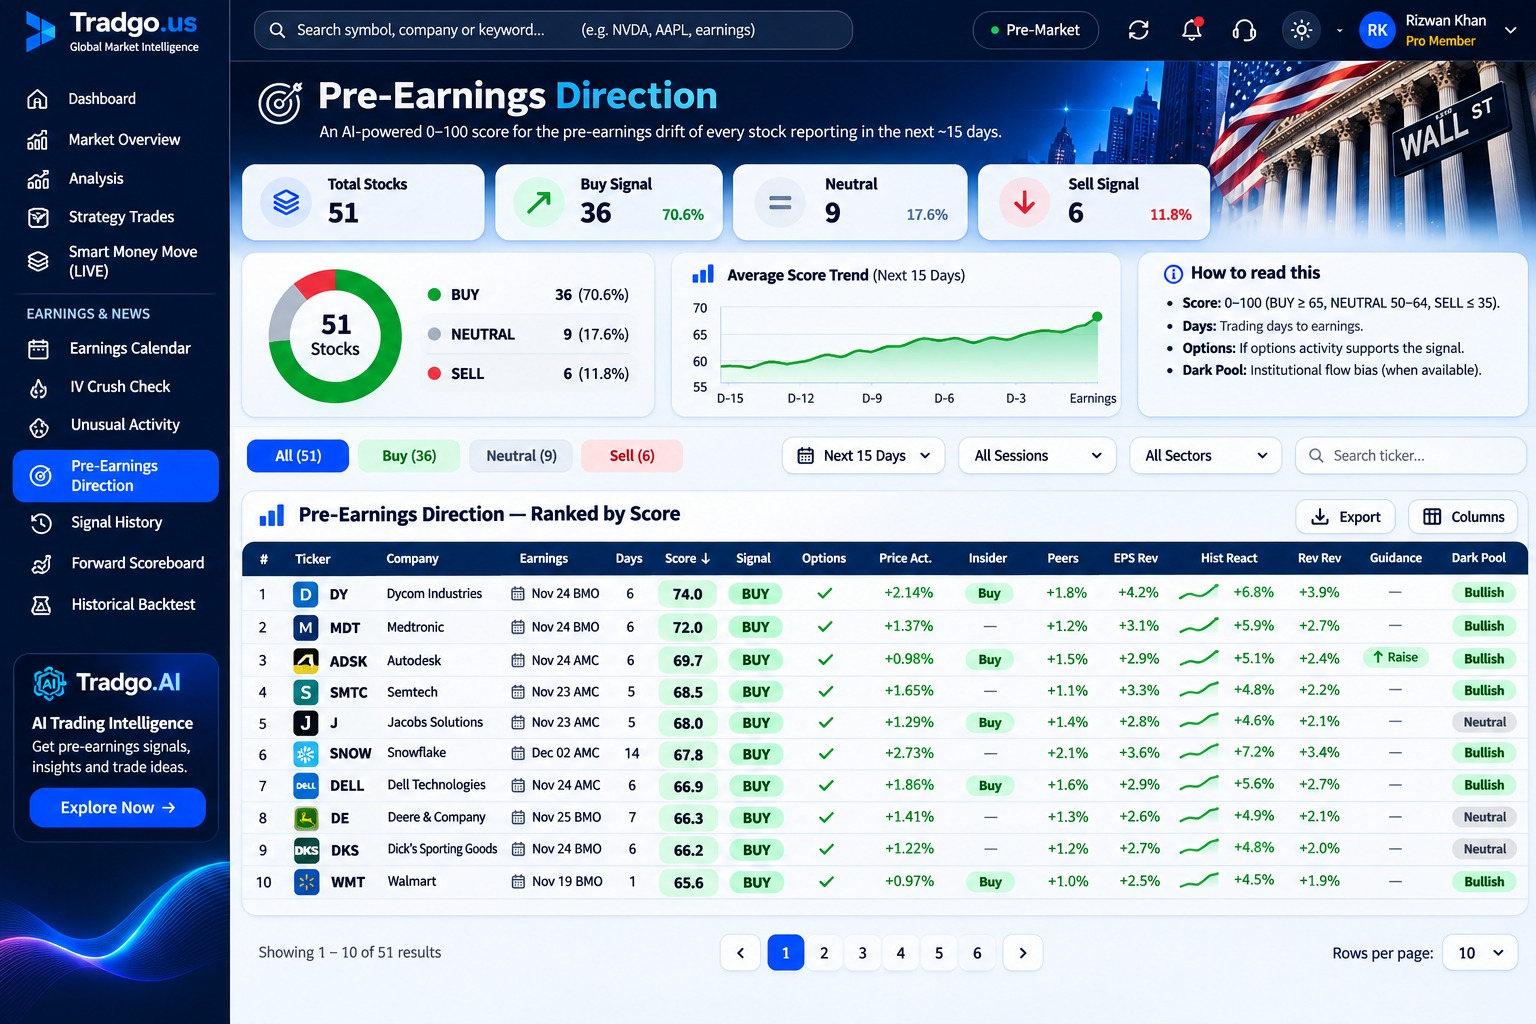 Tradgo.us
Global Market Intelligence
Search symbol, company or keyword... (e.g. NVDA, AAPL, earnings)
Pre-Market
RK
Rizwan Khan
Pro Member
Dashboard
Market Overview
Analysis
Strategy Trades
Smart Money Move
(LIVE)
EARNINGS & NEWS
Earnings Calendar
IV Crush Check
Unusual Activity
Pre-Earnings
Direction
Signal History
Forward Scoreboard
Historical Backtest
AI
Tradgo.AI
AI Trading Intelligence
Get pre-earnings signals,
insights and trade ideas.
Explore Now →
Pre-Earnings Direction
An AI-powered 0–100 score for the pre-earnings drift of every stock reporting in the next ~15 days.
WALL ST
Total Stocks
51
Buy Signal
36 70.6%
Neutral
9 17.6%
Sell Signal
6 11.8%
51
Stocks
BUY 36 (70.6%)
NEUTRAL 9 (17.6%)
SELL 6 (11.8%)
Average Score Trend (Next 15 Days)
70
65
60
55
D-15 D-12 D-9 D-6 D-3 Earnings
How to read this
• Score: 0–100 (BUY ≥ 65, NEUTRAL 50–64, SELL ≤ 35).
• Days: Trading days to earnings.
• Options: If options activity supports the signal.
• Dark Pool: Institutional flow bias (when available).
All (51) Buy (36) Neutral (9) Sell (6) Next 15 Days All Sessions All Sectors Search ticker...
Pre-Earnings Direction — Ranked by Score
Export Columns
# Ticker Company Earnings Days Score ↓ Signal Options Price Act. Insider Peers EPS Rev Hist React Rev Rev Guidance Dark Pool
1 D DY Dycom Industries Nov 24 BMO 6 74.0 BUY ✓ +2.14% Buy +1.8% +4.2% +6.8% +3.9% — Bullish
2 M MDT Medtronic Nov 24 BMO 6 72.0 BUY ✓ +1.37% — +1.2% +3.1% +5.9% +2.7% — Bullish
3 ADSK Autodesk Nov 24 AMC 6 69.7 BUY ✓ +0.98% Buy +1.5% +2.9% +5.1% +2.4% ↑ Raise Bullish
4 S SMTC Semtech Nov 23 AMC 5 68.5 BUY ✓ +1.65% — +1.1% +3.3% +4.8% +2.2% — Bullish
5 J J Jacobs Solutions Nov 23 AMC 5 68.0 BUY ✓ +1.29% Buy +1.4% +2.8% +4.6% +2.1% — Neutral
6 SNOW Snowflake Dec 02 AMC 14 67.8 BUY ✓ +2.73% — +2.1% +3.6% +7.2% +3.4% — Bullish
7 DELL DELL Dell Technologies Nov 24 AMC 6 66.9 BUY ✓ +1.86% Buy +1.6% +2.9% +5.6% +2.7% — Bullish
8 DE Deere & Company Nov 25 BMO 7 66.3 BUY ✓ +1.41% — +1.3% +2.6% +4.9% +2.1% — Neutral
9 DKS DKS Dick's Sporting Goods Nov 24 BMO 6 66.2 BUY ✓ +1.22% — +1.2% +2.7% +4.8% +2.0% — Neutral
10 WMT Walmart Nov 19 BMO 1 65.6 BUY ✓ +0.97% Buy +1.0% +2.5% +4.5% +1.9% — Bullish
Showing 1 – 10 of 51 results
‹ 1 2 3 4 5 6 ›
Rows per page: 10